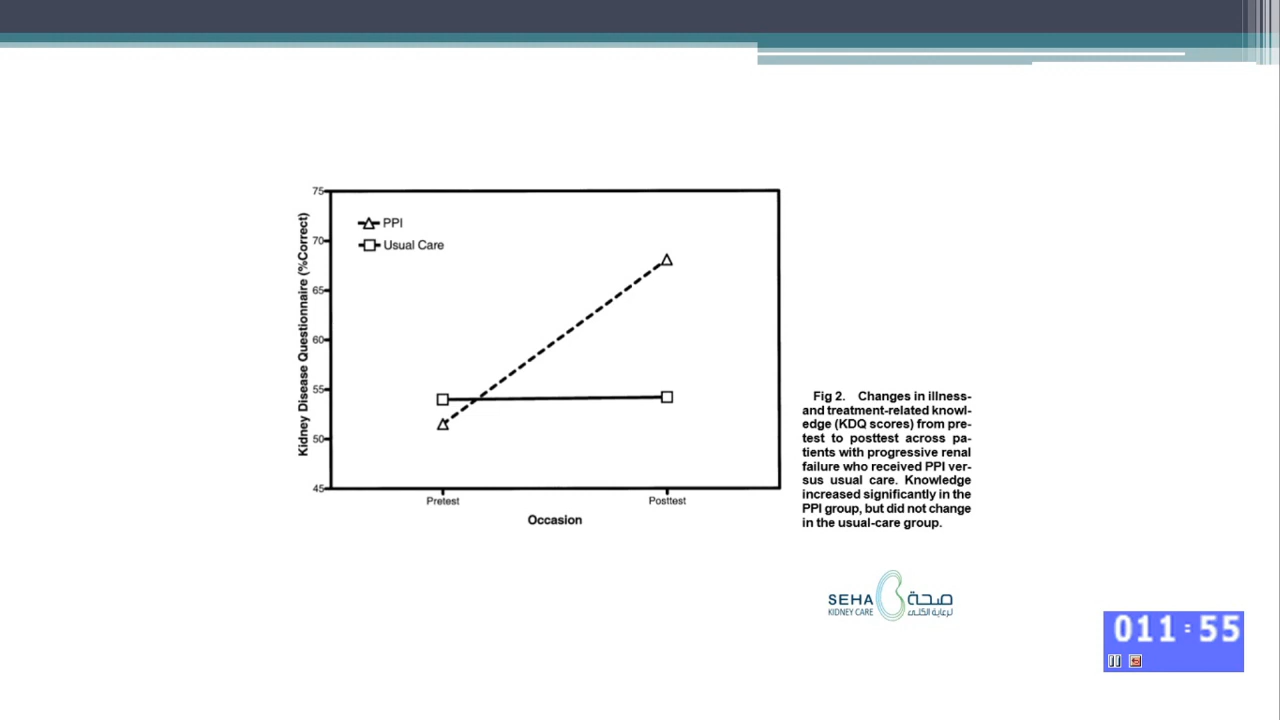 75
70
65
60
55
50
45
Kidney Disease Questionnaire (%Correct)
PPI
Usual Care
Pretest
Posttest
Occasion
Fig 2. Changes in illness-
and treatment-related knowl-
edge (KDQ scores) from pre-
test to posttest across pa-
tients with progressive renal
failure who received PPI ver-
sus usual care. Knowledge
increased significantly in the
PPI group, but did not change
in the usual-care group.
SEHA صحة
KIDNEY CARE لرعاية الكلى
011:55